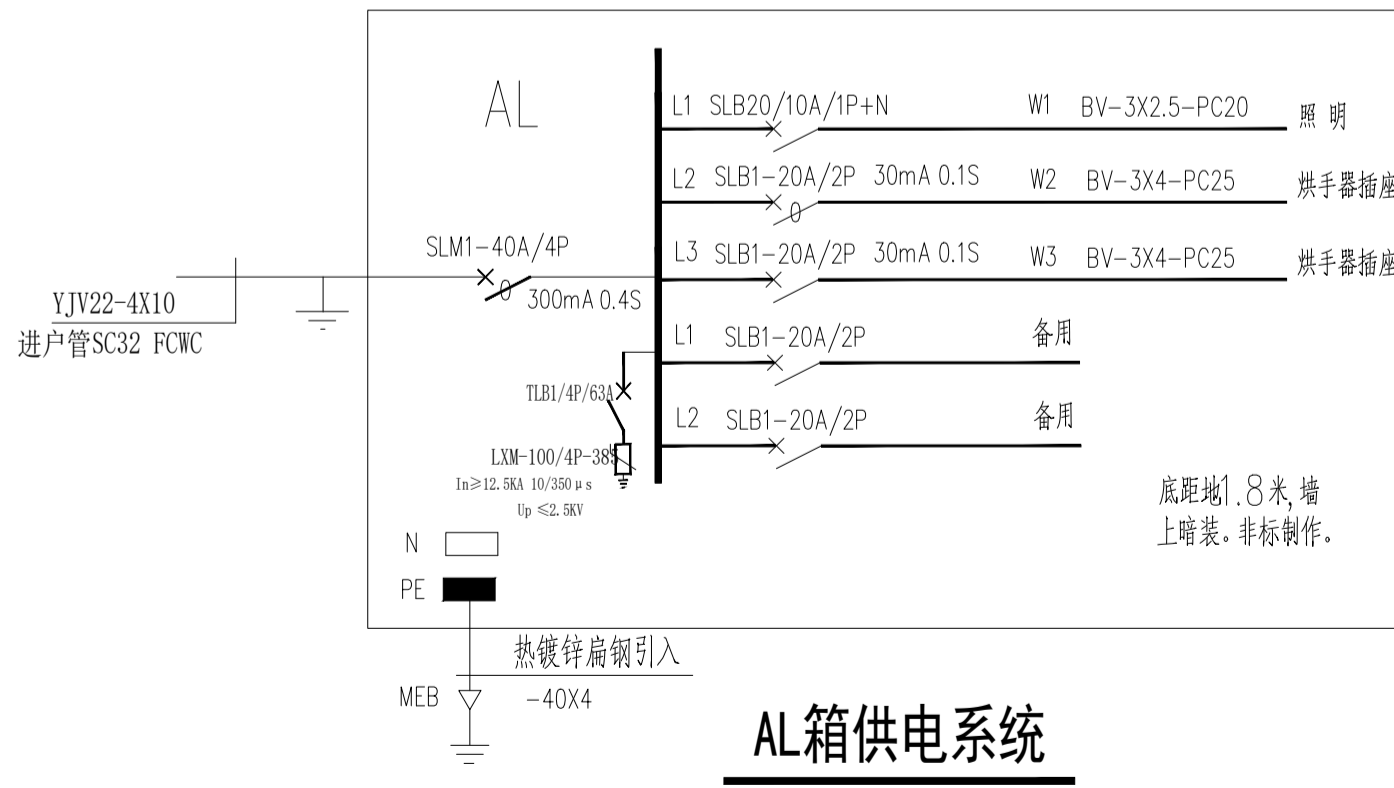 AL
L1 SLB20/10A/1P+N W1 BV-3X2.5-PC20 照 明
L2 SLB1-20A/2P 30mA 0.1S W2 BV-3X4-PC25 烘手器插座
L3 SLB1-20A/2P 30mA 0.1S W3 BV-3X4-PC25 烘手器插座
L1 SLB1-20A/2P 备用
L2 SLB1-20A/2P 备用
SLM1-40A/4P
300mA 0.4S
YJV22-4X10
进户管SC32 FCWC
TLB1/4P/63A
LXM-100/4P-385
In≥12.5KA 10/350μs
Up ≤2.5KV
N
PE
底距地1.8米,墙
上暗装。非标制作。
热镀锌扁钢引入
MEB -40X4
AL箱供电系统